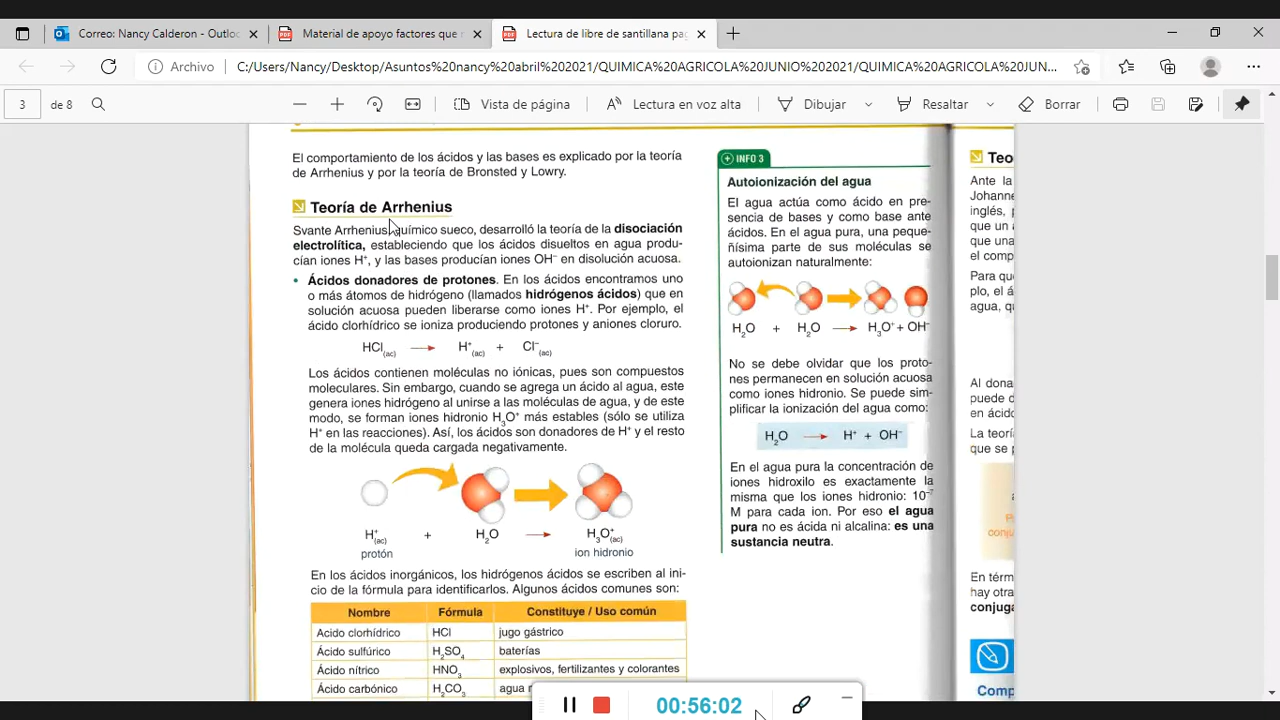 Correo: Nancy Calderon - Outlo
Material de apoyo factores que
Lectura de libre de santillana pag
Archivo
C:/Users/Nancy/Desktop/Asuntos%20nancy%20abril%202021/QUIMICA%20AGRICOLA%20JUNIO%202021/QUIMICA%20AGRICOLA%20JUN...
3 de 8
Vista de página
Lectura en voz alta
Dibujar
Resaltar
Borrar
El comportamiento de los ácidos y las bases es explicado por la teoría
de Arrhenius y por la teoría de Bronsted y Lowry.
Teoría de Arrhenius
Svante Arrhenius, químico sueco, desarrolló la teoría de la disociación
electrolítica, estableciendo que los ácidos disueltos en agua produ-
cían iones H⁺, y las bases producían iones OH⁻ en disolución acuosa.
• Ácidos donadores de protones. En los ácidos encontramos uno
o más átomos de hidrógeno (llamados hidrógenos ácidos) que en
solución acuosa pueden liberarse como iones H⁺. Por ejemplo, el
ácido clorhídrico se ioniza produciendo protones y aniones cloruro.
HCl(ac) → H⁺(ac) + Cl⁻(ac)
Los ácidos contienen moléculas no iónicas, pues son compuestos
moleculares. Sin embargo, cuando se agrega un ácido al agua, este
genera iones hidrógeno al unirse a las moléculas de agua, y de este
modo, se forman iones hidronio H₃O⁺ más estables (sólo se utiliza
H⁺ en las reacciones). Así, los ácidos son donadores de H⁺ y el resto
de la molécula queda cargada negativamente.
H⁺(ac) + H₂O → H₃O⁺(ac)
protón
ion hidronio
En los ácidos inorgánicos, los hidrógenos ácidos se escriben al ini-
cio de la fórmula para identificarlos. Algunos ácidos comunes son:
Nombre Fórmula Constituye / Uso común
Acido clorhídrico HCl jugo gástrico
Ácido sulfúrico H₂SO₄ baterías
Ácido nítrico HNO₃ explosivos, fertilizantes y colorantes
Ácido carbónico H₂CO₃ agua
INFO 3
Autoionización del agua
El agua actúa como ácido en pre-
sencia de bases y como base ante
ácidos. En el agua pura, una peque-
ñísima parte de sus moléculas se
autoionizan naturalmente:
H₂O + H₂O → H₃O⁺ + OH⁻
No se debe olvidar que los proto-
nes permanecen en solución acuosa
como iones hidronio. Se puede sim-
plificar la ionización del agua como:
H₂O → H⁺ + OH⁻
En el agua pura la concentración de
iones hidroxilo es exactamente la
misma que los iones hidronio: 10⁻⁷
M para cada ion. Por eso el agua
pura no es ácida ni alcalina: es una
sustancia neutra.
Teo
Ante la
Johanne
inglés, p
que un a
que una
el comp
Para que
plo, el á
agua, qu
Al dona
puede d
en ácido
La teorí
que se p
conju
En térm
hay otra
conjuga
Comp
00:56:02